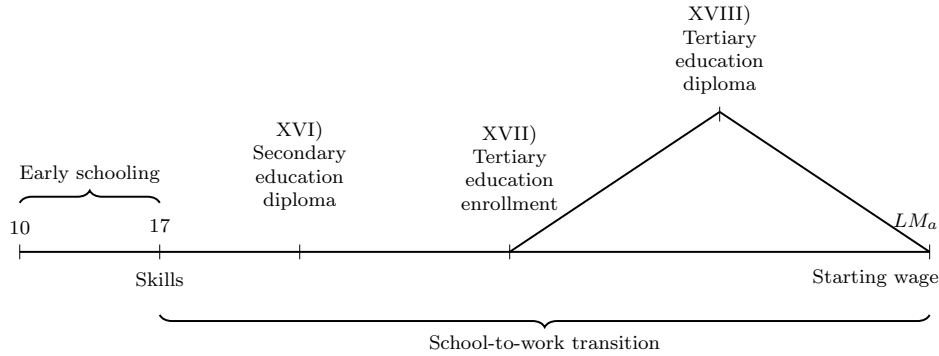 XVIII)
Tertiary
education
diploma
XVI)
Secondary
education
diploma
XVII)
Tertiary
education
enrollment
Early schooling
10
17
LMa
Skills
Starting wage
School-to-work transition